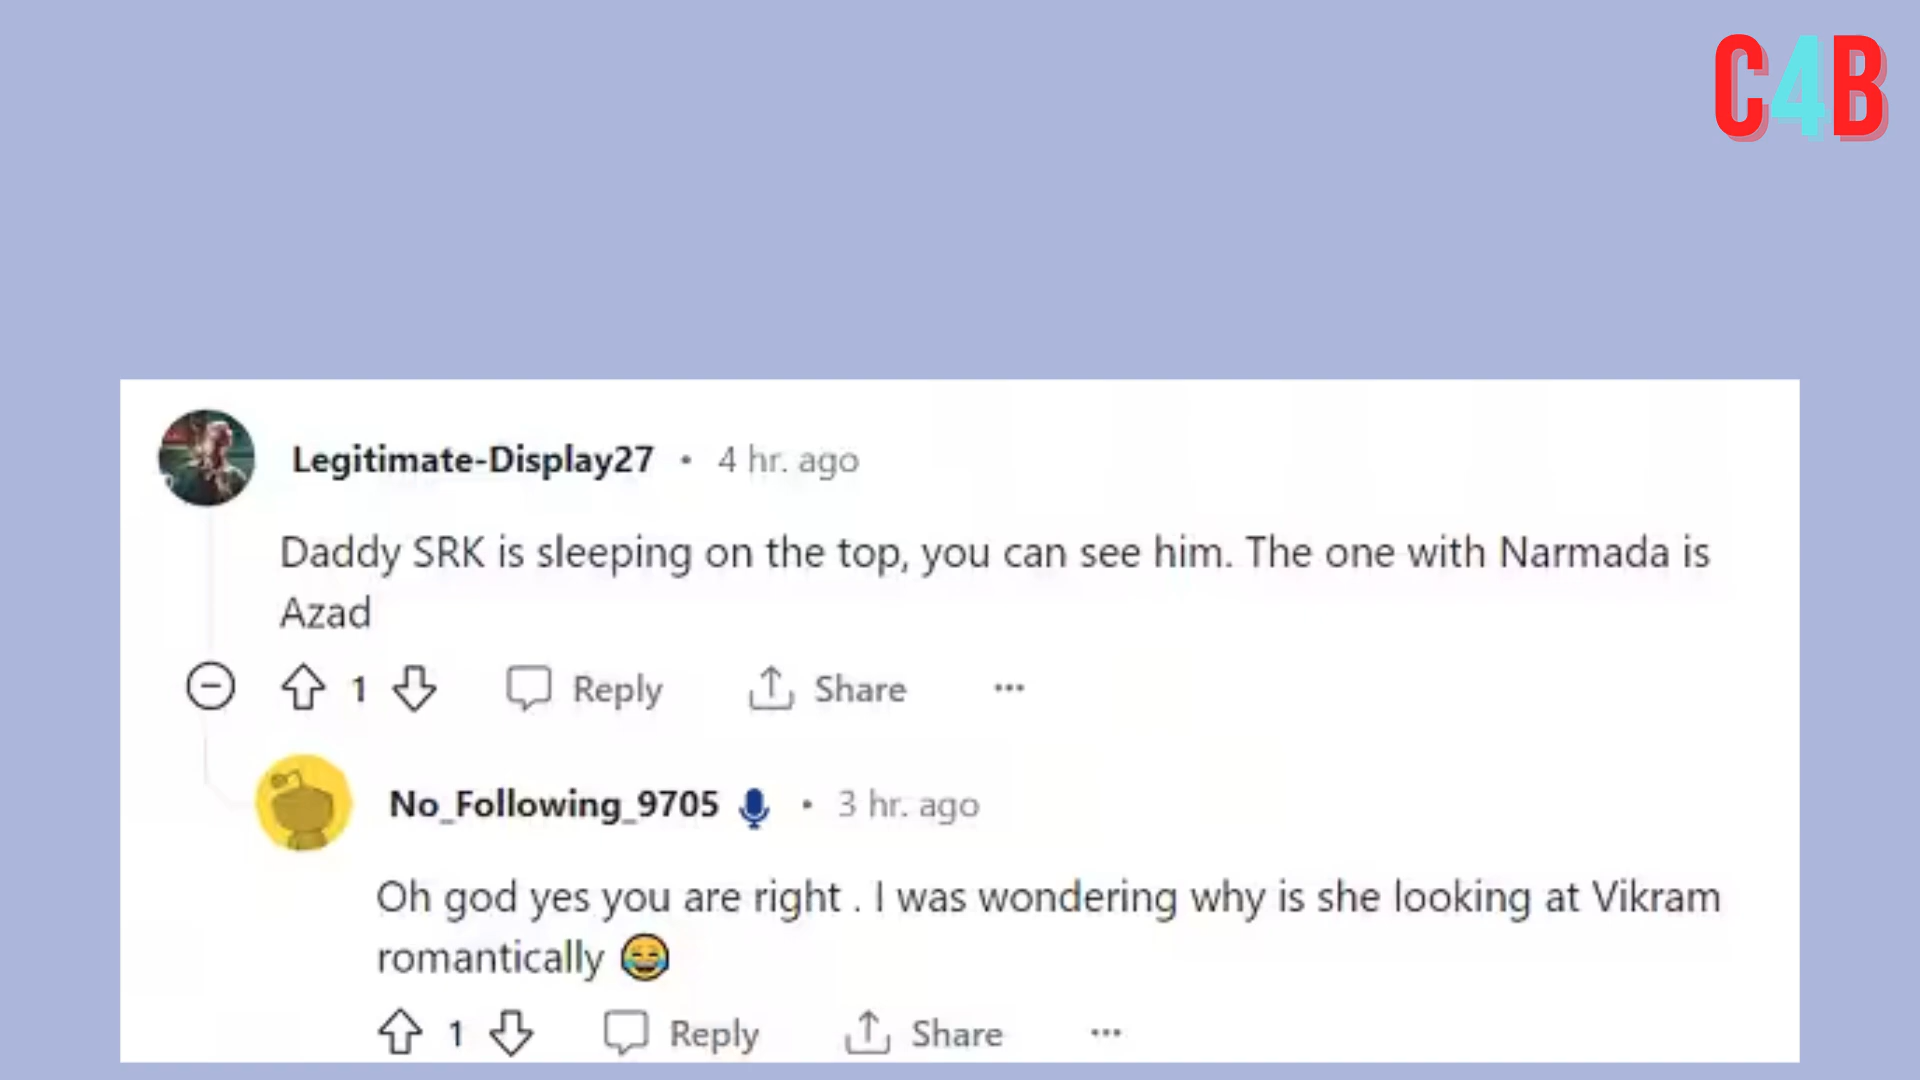 C4B
Legitimate-Display27 • 4 hr. ago
Daddy SRK is sleeping on the top, you can see him. The one with Narmada is
Azad
1 Reply Share ...
No_Following_9705 • 3 hr. ago
Oh god yes you are right . I was wondering why is she looking at Vikram
romantically 😂
1 Reply Share ...